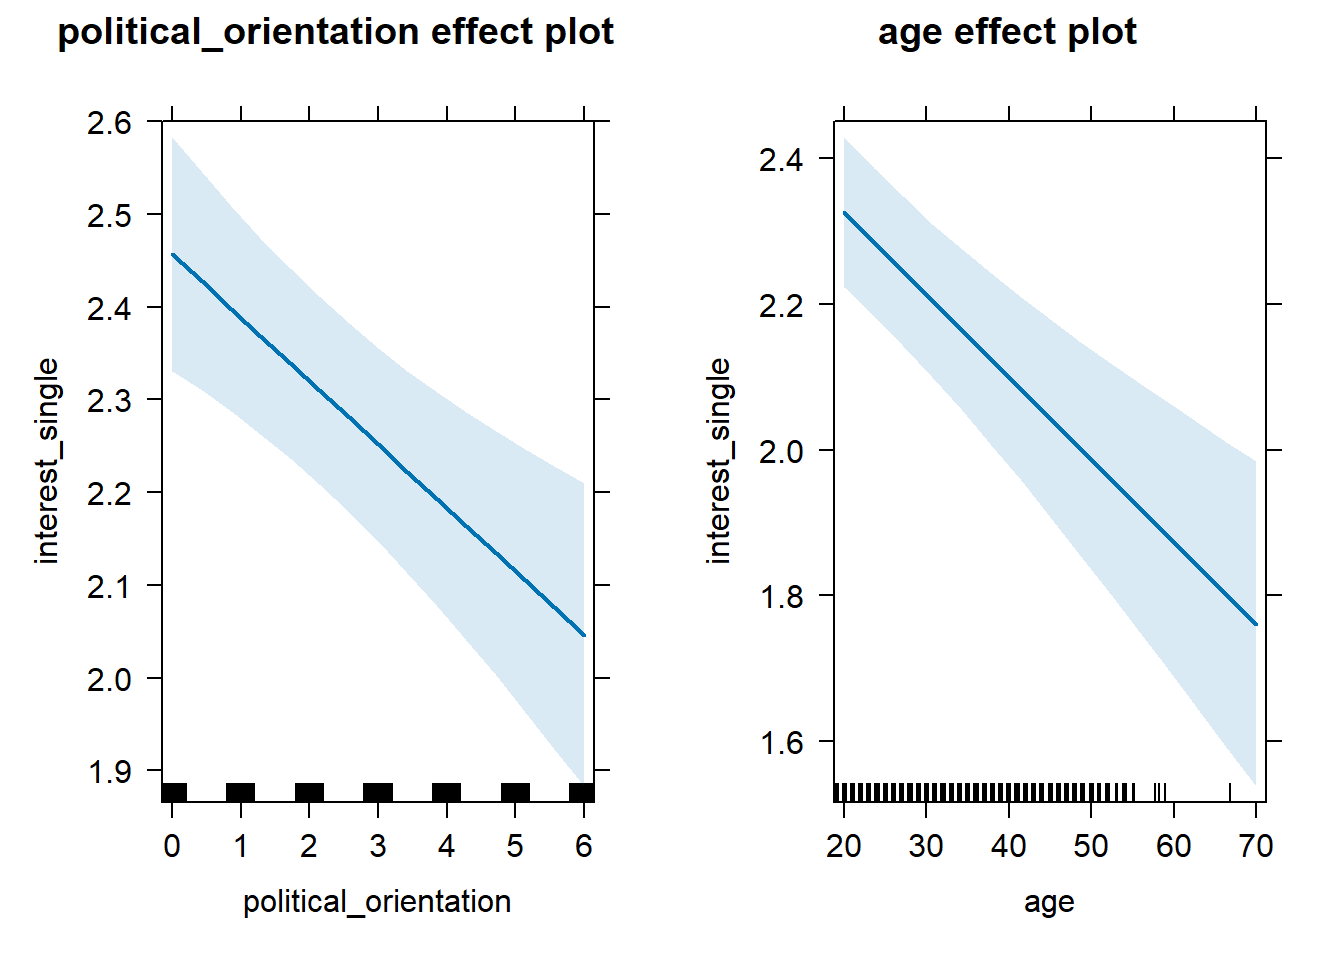 political_orientation effect plot
2.6
2.5
2.4
2.3
2.2
2.1
2.0
1.9
interest_single
0 1 2 3 4 5 6
political_orientation
age effect plot
2.4
2.2
2.0
1.8
1.6
interest_single
20 30 40 50 60 70
age